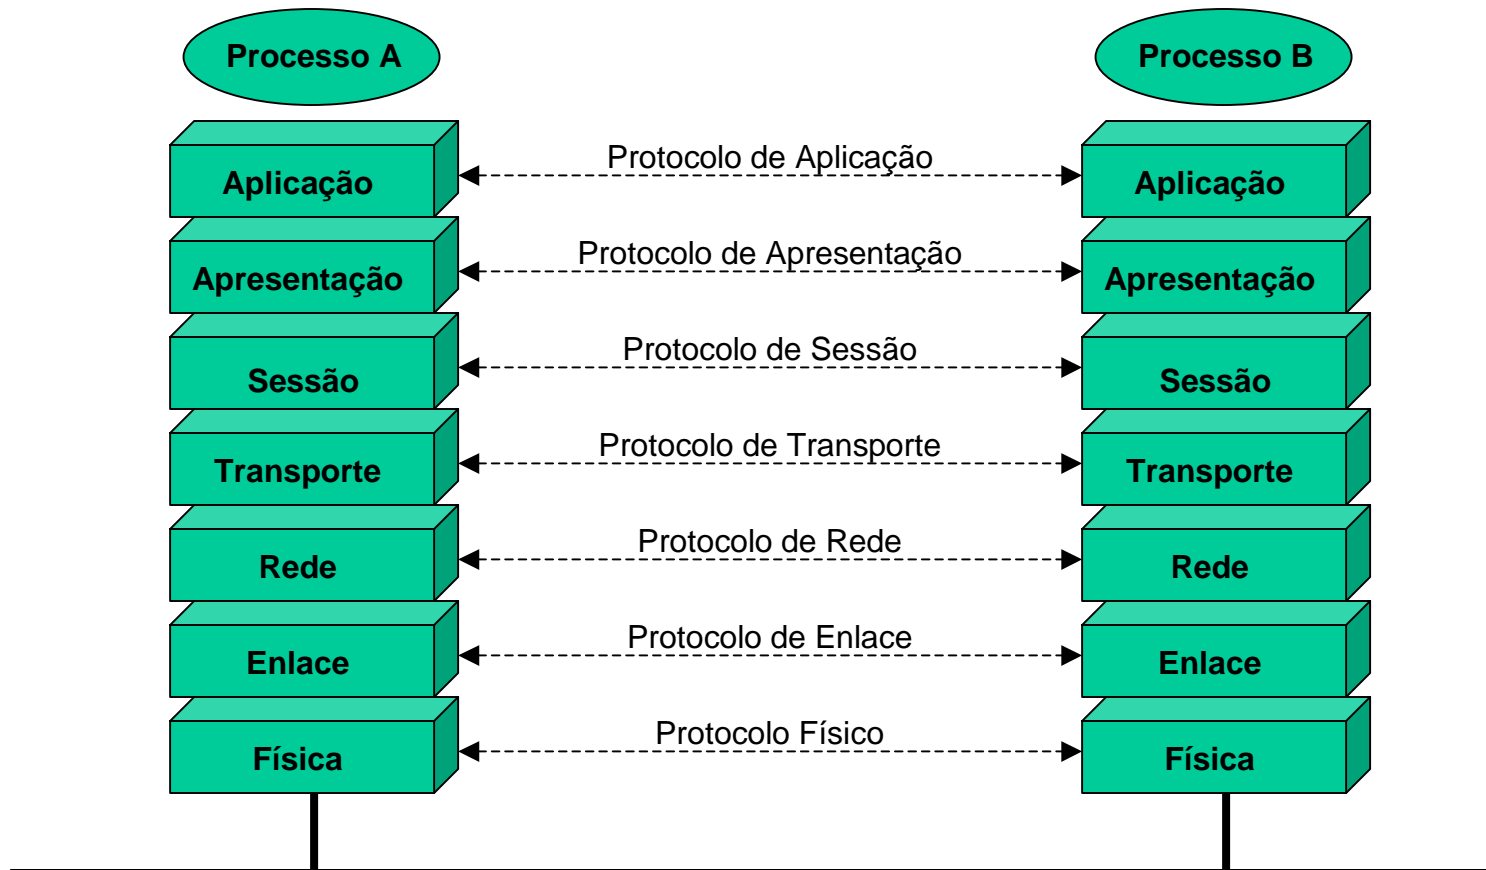 Processo A
Processo B
Aplicação
Protocolo de Aplicação
Aplicação
Apresentação
Protocolo de Apresentação
Apresentação
Sessão
Protocolo de Sessão
Sessão
Transporte
Protocolo de Transporte
Transporte
Rede
Protocolo de Rede
Rede
Enlace
Protocolo de Enlace
Enlace
Física
Protocolo Físico
Física